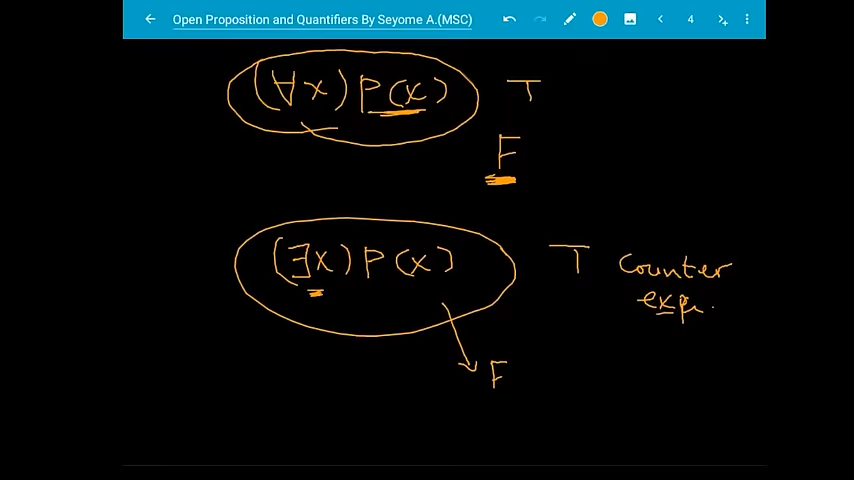 Open Proposition and Quantifiers By Seyome A.(MSC)
4
(∀x) P(x) T
F
(∃x) P(x) T counter
exp.
F